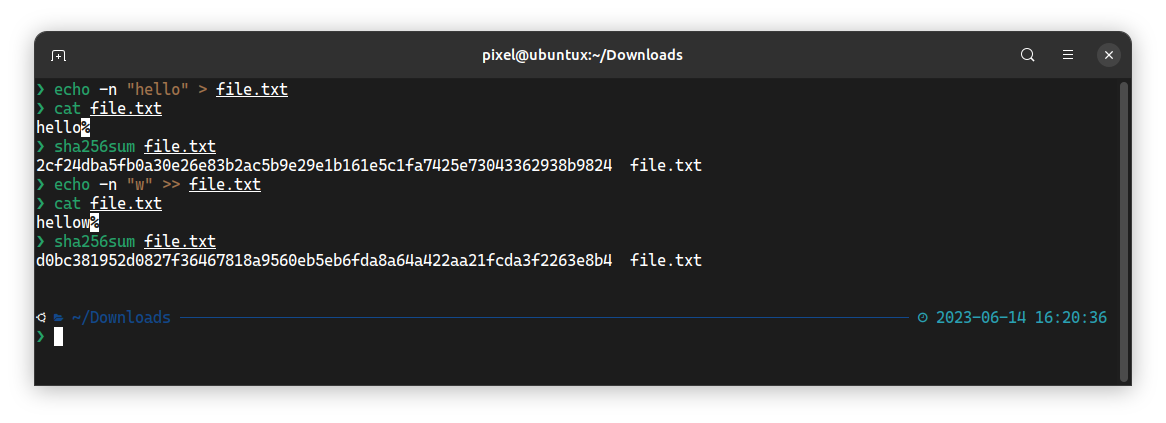 pixel@ubuntux:~/Downloads
❯ echo -n "hello" > file.txt
❯ cat file.txt
hello%
❯ sha256sum file.txt
2cf24dba5fb0a30e26e83b2ac5b9e29e1b161e5c1fa7425e73043362938b9824  file.txt
❯ echo -n "w" >> file.txt
❯ cat file.txt
hellow%
❯ sha256sum file.txt
d0bc381952d0827f36467818a9560eb5eb6fda8a64a422aa21fcda3f2263e8b4  file.txt
~/Downloads 2023-06-14 16:20:36
❯